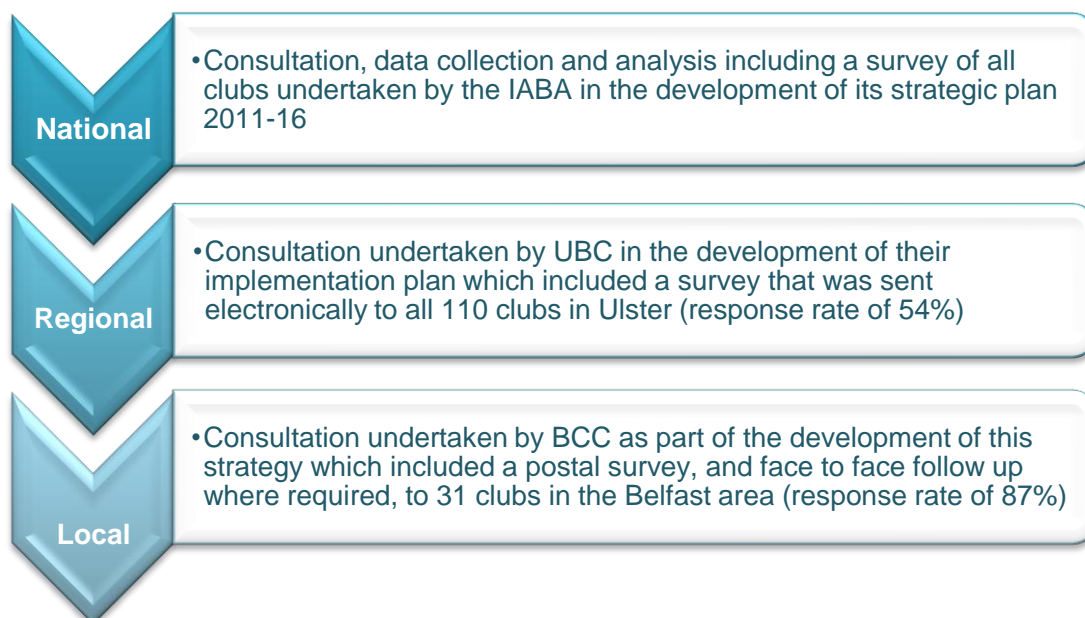 National
•Consultation, data collection and analysis including a survey of all
clubs undertaken by the IABA in the development of its strategic plan
2011-16
Regional
•Consultation undertaken by UBC in the development of their
implementation plan which included a survey that was sent
electronically to all 110 clubs in Ulster (response rate of 54%)
Local
•Consultation undertaken by BCC as part of the development of this
strategy which included a postal survey, and face to face follow up
where required, to 31 clubs in the Belfast area (response rate of 87%)